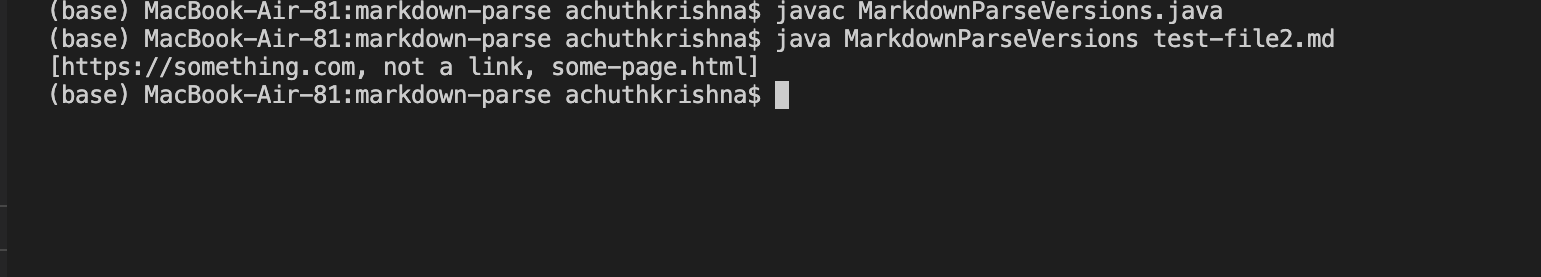 (base) MacBook-Air-81:markdown-parse achuthkrishna$ javac MarkdownParseVersions.java
(base) MacBook-Air-81:markdown-parse achuthkrishna$ java MarkdownParseVersions test-file2.md
[https://something.com, not a link, some-page.html]
(base) MacBook-Air-81:markdown-parse achuthkrishna$